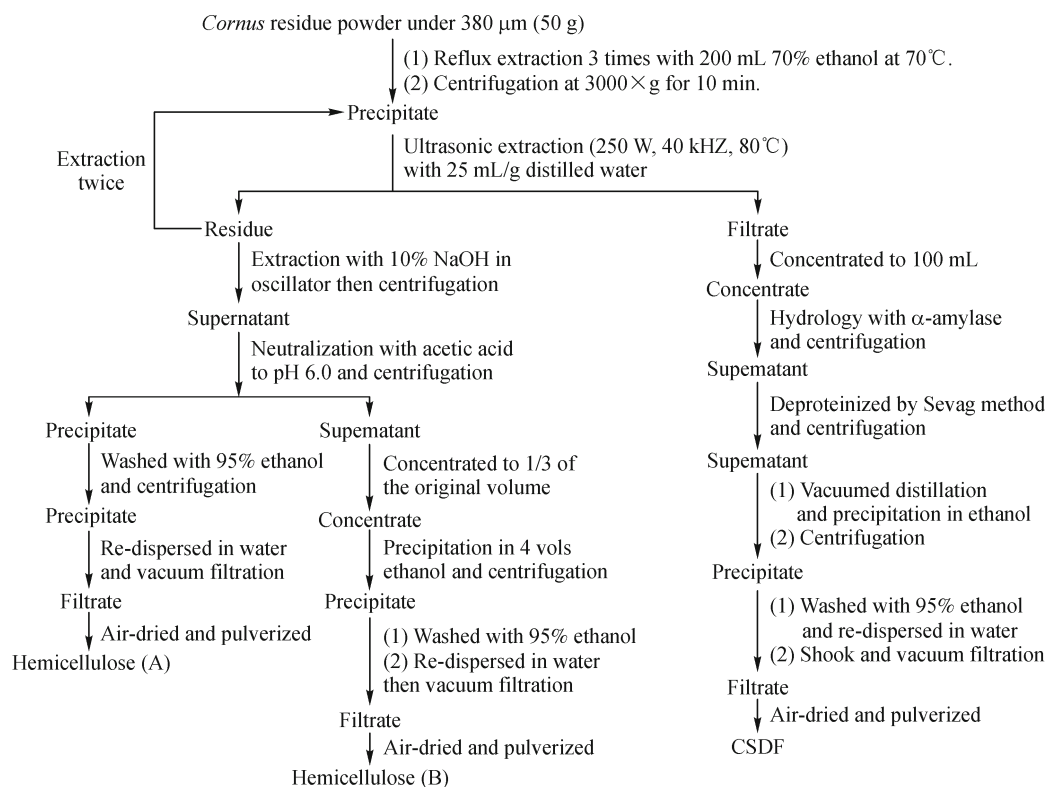 Cornus residue powder under 380 μm (50 g)
(1) Reflux extraction 3 times with 200 mL 70% ethanol at 70℃.
(2) Centrifugation at 3000×g for 10 min.
Precipitate
Extraction
twice
Ultrasonic extraction (250 W, 40 kHZ, 80℃)
with 25 mL/g distilled water
Residue
Extraction with 10% NaOH in
oscillator then centrifugation
Supernatant
Neutralization with acetic acid
to pH 6.0 and centrifugation
Precipitate
Washed with 95% ethanol
and centrifugation
Precipitate
Re-dispersed in water
and vacuum filtration
Filtrate
Air-dried and pulverized
Hemicellulose (A)
Supematant
Concentrated to 1/3 of
the original volume
Concentrate
Precipitation in 4 vols
ethanol and centrifugation
Precipitate
(1) Washed with 95% ethanol
(2) Re-dispersed in water
then vacuum filtration
Filtrate
Air-dried and pulverized
Hemicellulose (B)
Filtrate
Concentrated to 100 mL
Concentrate
Hydrology with α-amylase
and centrifugation
Supematant
Deproteinized by Sevag method
and centrifugation
Supematant
(1) Vacuumed distillation
and precipitation in ethanol
(2) Centrifugation
Precipitate
(1) Washed with 95% ethanol
and re-dispersed in water
(2) Shook and vacuum filtration
Filtrate
Air-dried and pulverized
CSDF